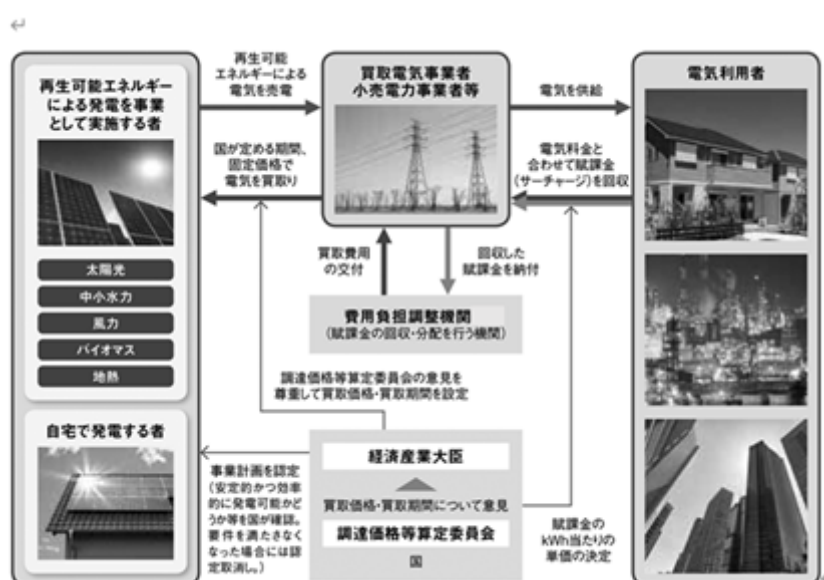 再生可能エネルギー
による発電を事業
として実施する者
太陽光
中小水力
風力
バイオマス
地熱
自宅で発電する者
再生可能
エネルギーによる
電気を売電
国が定める期間、
固定価格で
電気を買取り
買取電気事業者
小売電力事業者等
電気を供給
電気料金と
合わせて賦課金
(サーチャージ)を回収
電気利用者
買取費用
の交付
回収した
賦課金を納付
費用負担調整機関
(賦課金の回収・分配を行う機関)
調達価格等算定委員会の意見を
尊重して買取価格・買取期間を設定
事業計画を認定
(安定的かつ効率
的に発電可能かど
うか等を国が確認。
要件を満たさなく
なった場合には認
定取消し。)
経済産業大臣
買取価格・買取期間について意見
調達価格等算定委員会
国
賦課金の
kWh当たりの
単価の決定